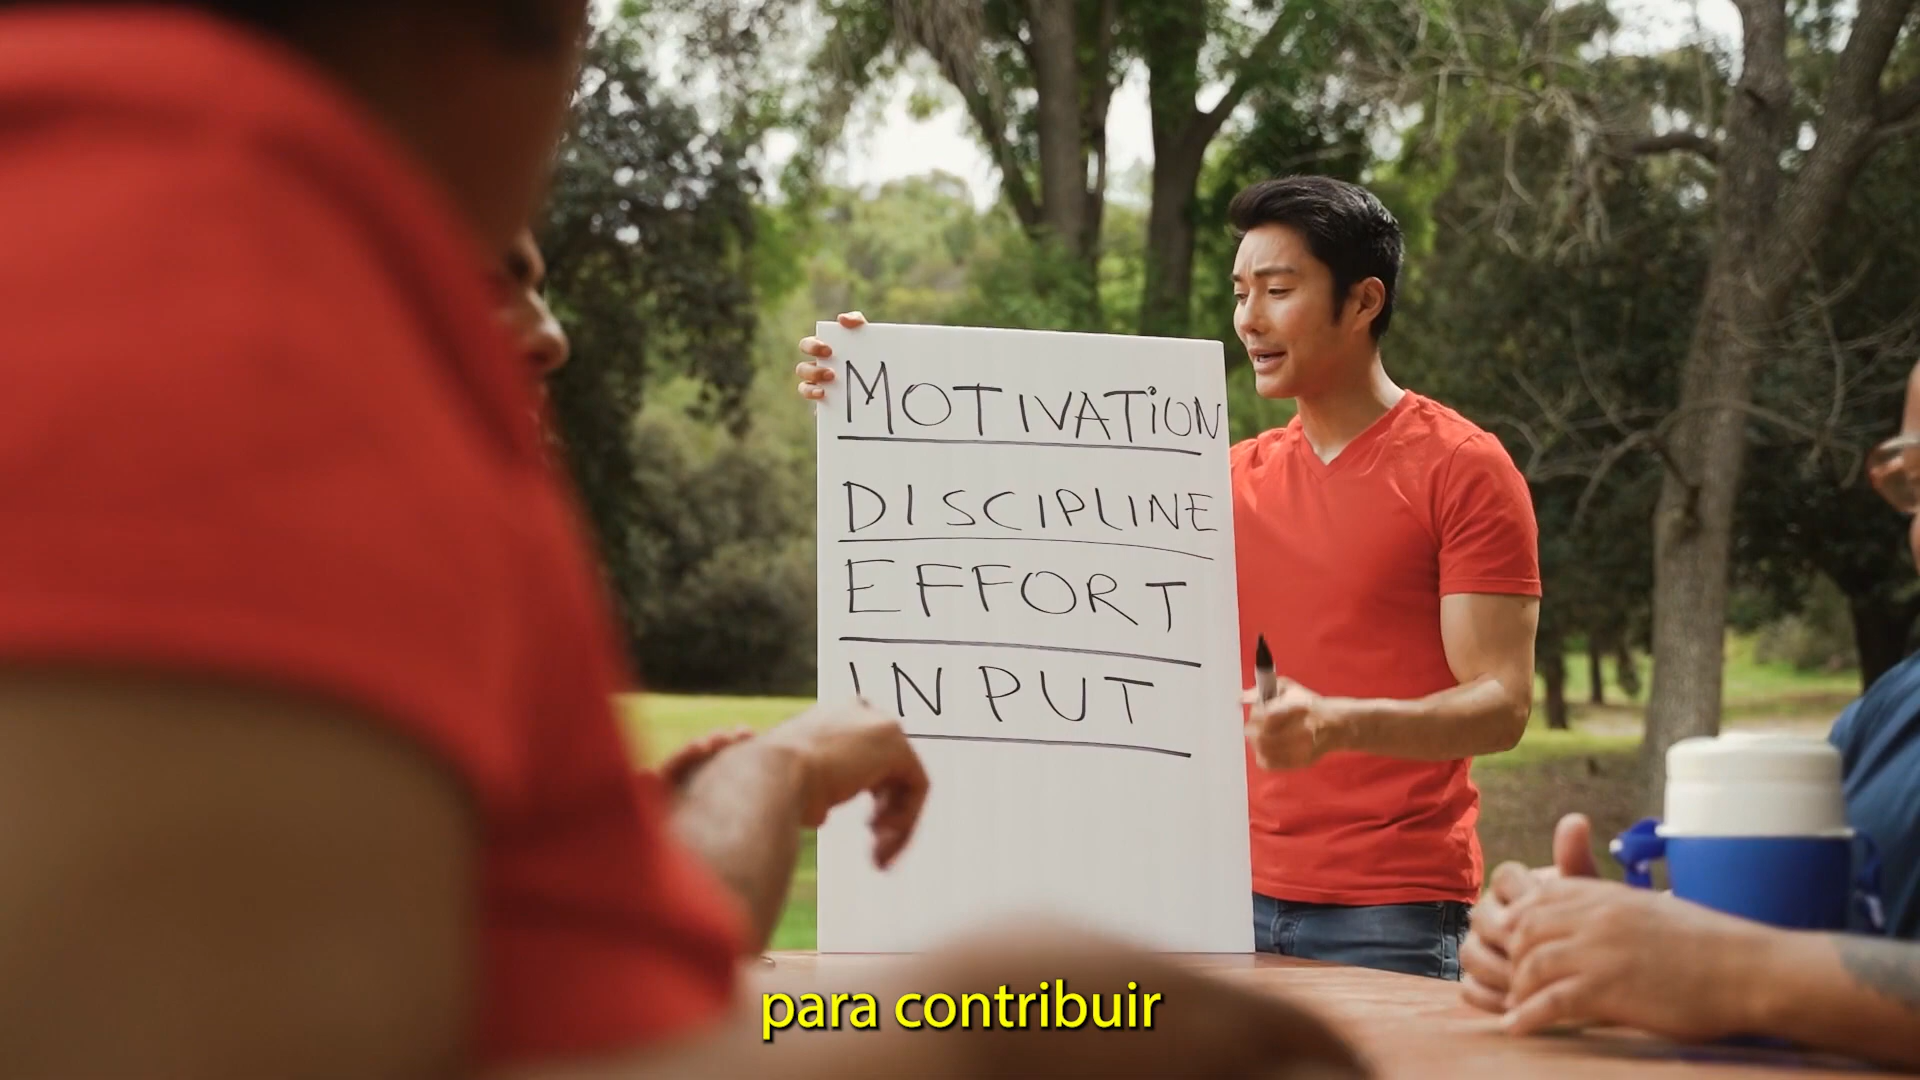 MOTIVATION
DISCIPLINE
EFFORT
INPUT
para contribuir